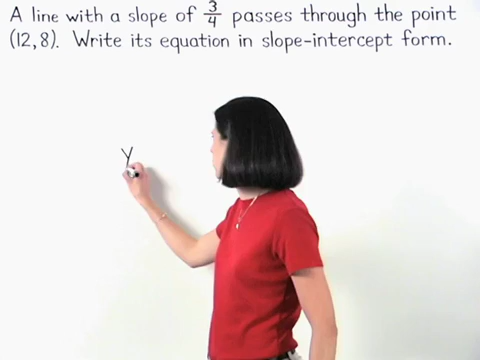 A line with a slope of 3/4 passes through the point
(12,8). Write its equation in slope-intercept form.
y